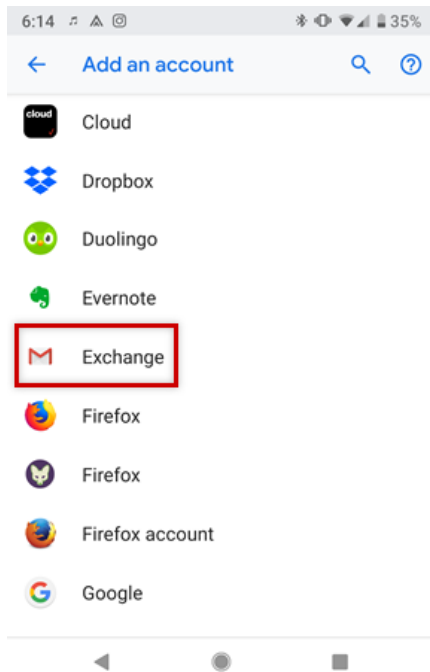 6:14 35%
Add an account
cloud
Cloud
Dropbox
Duolingo
Evernote
Exchange
Firefox
Firefox
Firefox account
Google